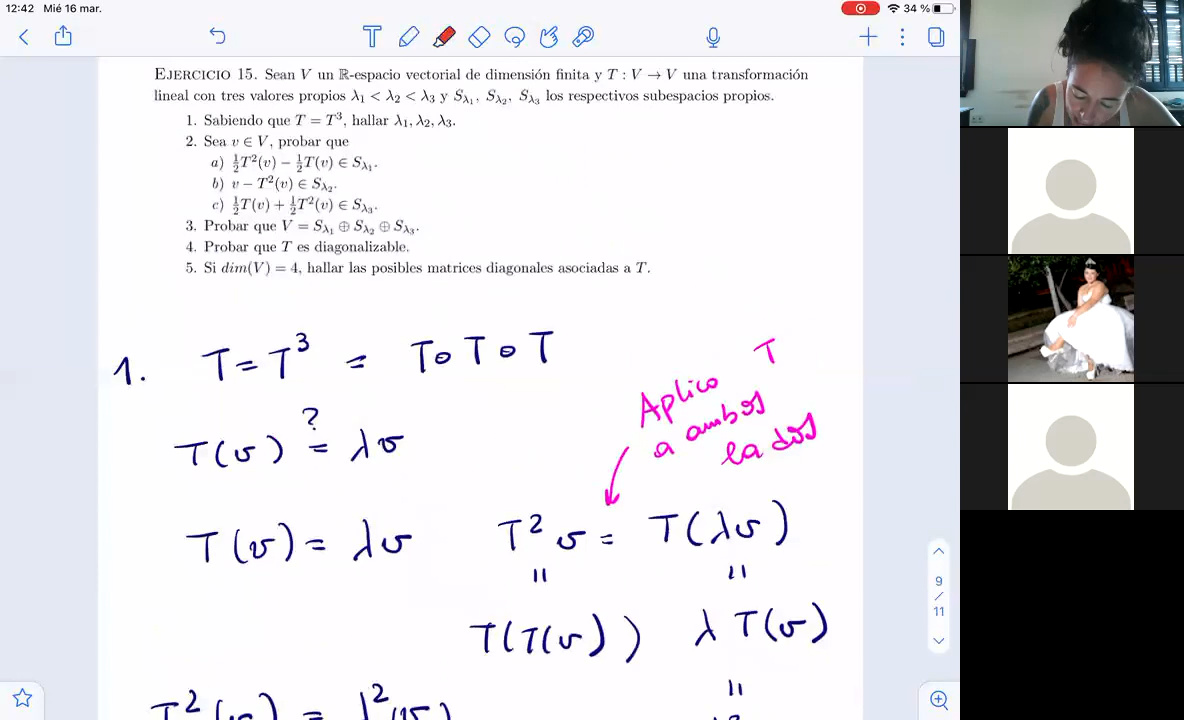 12:42 Mié 16 mar.
34 %
EJERCICIO 15. Sean V un ℝ-espacio vectorial de dimensión finita y T : V → V una transformación
lineal con tres valores propios λ₁ < λ₂ < λ₃ y S_λ₁, S_λ₂, S_λ₃ los respectivos subespacios propios.
1. Sabiendo que T = T³, hallar λ₁, λ₂, λ₃.
2. Sea v ∈ V, probar que
a) ½T²(v) − ½T(v) ∈ S_λ₁.
b) v − T²(v) ∈ S_λ₂.
c) ½T(v) + ½T²(v) ∈ S_λ₃.
3. Probar que V = S_λ₁ ⊕ S_λ₂ ⊕ S_λ₃.
4. Probar que T es diagonalizable.
5. Si dim(V) = 4, hallar las posibles matrices diagonales asociadas a T.
1. T = T³ = T∘T∘T
Aplico T
a ambos
lados
?
T(v) = λv
T(v) = λv
T²v = T(λv)
= =
T(T(v)) λT(v)
=
T²(v) = λ²(v)
9
/
11